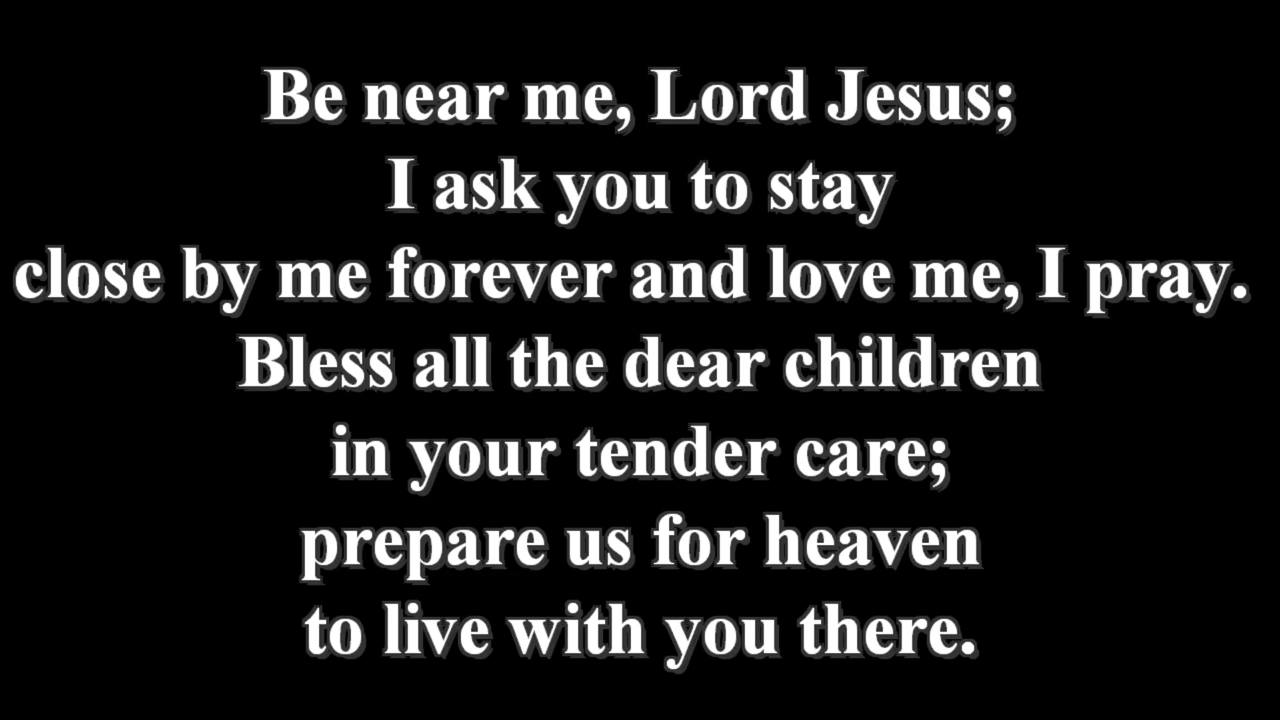 Be near me, Lord Jesus;
I ask you to stay
close by me forever and love me, I pray.
Bless all the dear children
in your tender care;
prepare us for heaven
to live with you there.